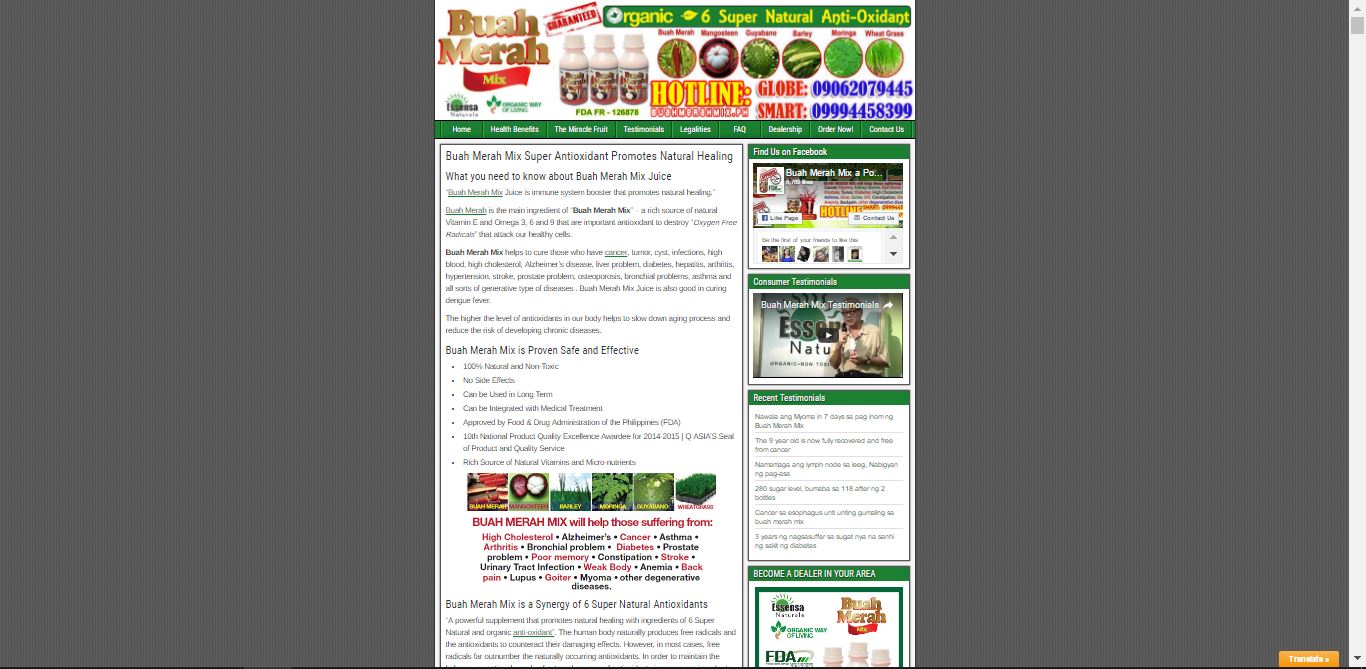 Buah
Merah
Mix
GUARANTEED
Organic 6 Super Natural Anti-Oxidant
Buah Merah Mangosteen Guyabano Barley Moringa Wheat Grass
HOTLINE: GLOBE: 09062079445
BUAHMERAHMIX.PH SMART: 09994458399
Essensa
Naturale
ORGANIC WAY
OF LIVING
FDA FR - 126878
Home Health Benefits The Miracle Fruit Testimonials Legalities FAQ Dealership Order Now! Contact Us
Buah Merah Mix Super Antioxidant Promotes Natural Healing
What you need to know about Buah Merah Mix Juice
"Buah Merah Mix Juice is immune system booster that promotes natural healing."
Buah Merah is the main ingredient of "Buah Merah Mix" – a rich source of natural
Vitamin E and Omega 3, 6 and 9 that are important antioxidant to destroy "Oxygen Free
Radicals" that attack our healthy cells.
Buah Merah Mix helps to cure those who have cancer, tumor, cyst, infections, high
blood, high cholesterol, Alzheimer's disease, liver problem, diabetes, hepatitis, arthritis,
hypertension, stroke, prostate problem, osteoporosis, bronchial problems, asthma and
all sorts of generative type of diseases . Buah Merah Mix Juice is also good in curing
dengue fever.
The higher the level of antioxidants in our body helps to slow down aging process and
reduce the risk of developing chronic diseases.
Buah Merah Mix is Proven Safe and Effective
• 100% Natural and Non-Toxic
• No Side Effects
• Can be Used in Long Term
• Can be Integrated with Medical Treatment
• Approved by Food & Drug Administration of the Philippines (FDA)
• 10th National Product Quality Excellence Awardee for 2014-2015 | Q ASIA'S Seal
of Product and Quality Service
• Rich Source of Natural Vitamins and Micro-nutrients
BUAH MERAH MANGOSTEEN BARLEY MORINGA GUYABANO WHEATGRASS
BUAH MERAH MIX will help those suffering from:
High Cholesterol • Alzheimer's • Cancer • Asthma •
Arthritis • Bronchial problem • Diabetes • Prostate
problem • Poor memory • Constipation • Stroke •
Urinary Tract Infection • Weak Body • Anemia • Back
pain • Lupus • Goiter • Myoma • other degenerative
diseases.
Buah Merah Mix is a Synergy of 6 Super Natural Antioxidants
"A powerful supplement that promotes natural healing with ingredients of 6 Super
Natural and organic anti-oxidant". The human body naturally produces free radicals and
the antioxidants to counteract their damaging effects. However, in most cases, free
radicals far outnumber the naturally occurring antioxidants. In order to maintain the
Find Us on Facebook
Buah Merah Mix a Po...
Like Page
Contact Us
Be the first of your friends to like this
Consumer Testimonials
Buah Merah Mix Testimonials
Recent Testimonials
Nawala ang Myoma in 7 days sa pag inom ng
Buah Merah Mix
The 9 year old is now fully recovered and free
from cancer
Namamaga ang lymph node sa leeg, Nabigyan
ng pag-asa
280 sugar level, bumaba sa 118 after ng 2
bottles
Cancer sa esophagus unti unting gumaling sa
buah merah mix
3 years ng nagsasuffer sa sugat nya na sanhi
ng sakit ng diabetes
BECOME A DEALER IN YOUR AREA
Essensa
Naturale
ORGANIC WAY
OF LIVING
Buah
Merah
Mix
FDA
Translate »